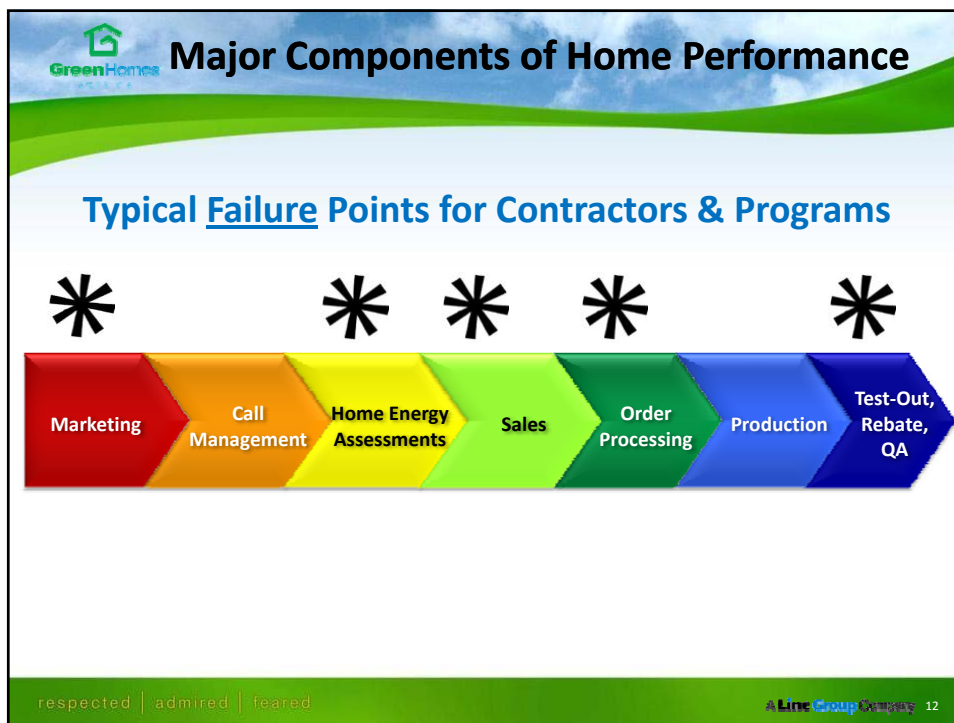 GreenHomes
Major Components of Home Performance
Typical Failure Points for Contractors & Programs
* * * * *
Marketing
Call
Management
Home Energy
Assessments
Sales
Order
Processing
Production
Test-Out,
Rebate,
QA
respected | admired | feared
A Line Group Company 12